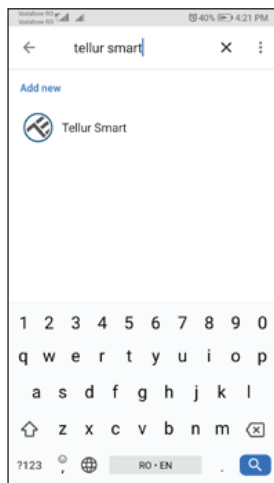 Vodafone RO
Vodafone RO
40% 4:21 PM
tellur smart
Add new
Tellur Smart
1 2 3 4 5 6 7 8 9 0
q w e r t y u i o p
a s d f g h j k l
z x c v b n m
?123 , RO • EN .